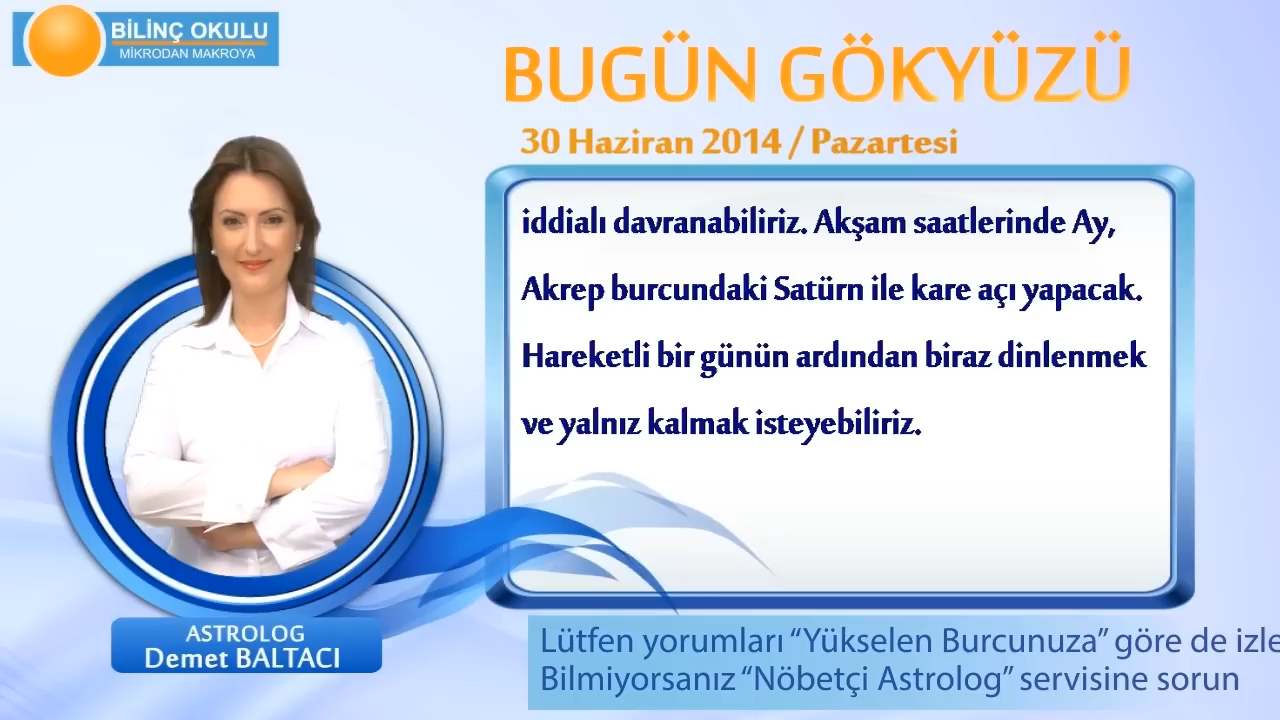 BİLİNÇ OKULU
MİKRODAN MAKROYA
BUGÜN GÖKYÜZÜ
30 Haziran 2014 / Pazartesi
iddialı davranabiliriz. Akşam saatlerinde Ay,
Akrep burcundaki Satürn ile kare açı yapacak.
Hareketli bir günün ardından biraz dinlenmek
ve yalnız kalmak isteyebiliriz.
ASTROLOG
Demet BALTACI
Lütfen yorumları “Yükselen Burcunuza” göre de izle
Bilmiyorsanız “Nöbetçi Astrolog” servisine sorun